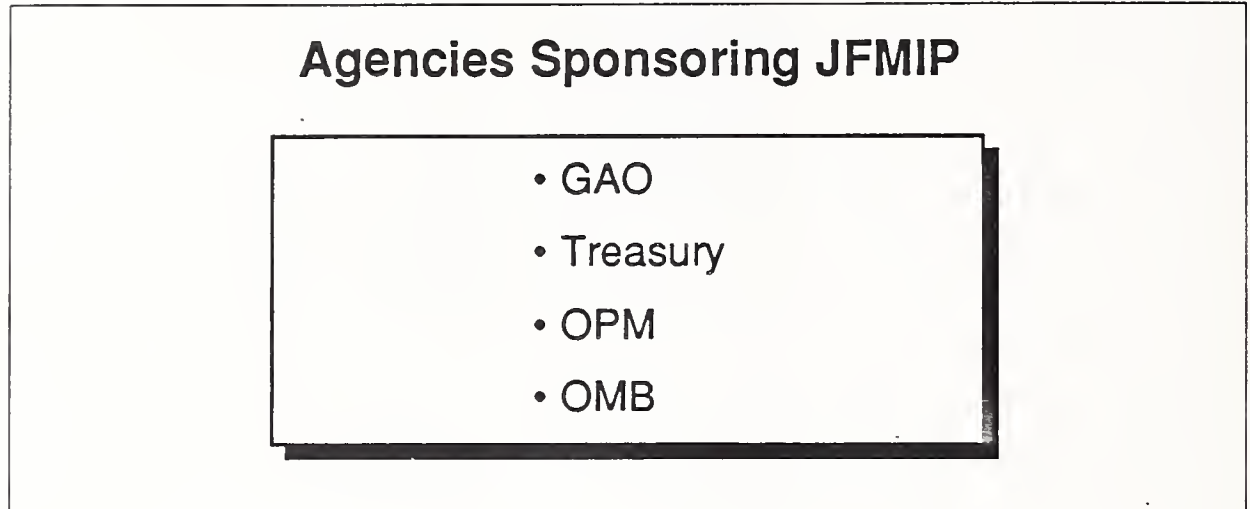 Agencies Sponsoring JFMIP
• GAO
• Treasury
• OPM
• OMB